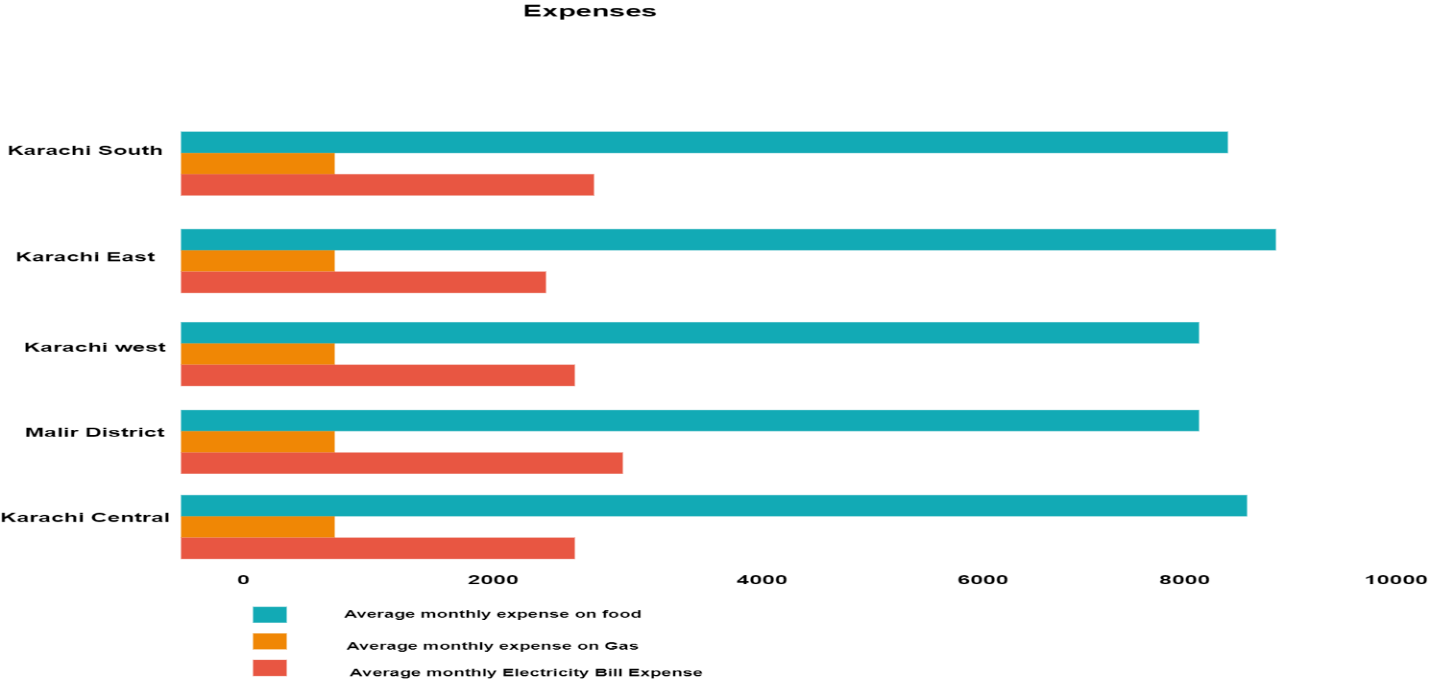 Expenses
Karachi South
Karachi East
Karachi west
Malir District
Karachi Central
0 2000 4000 6000 8000 10000
Average monthly expense on food
Average monthly expense on Gas
Average monthly Electricity Bill Expense